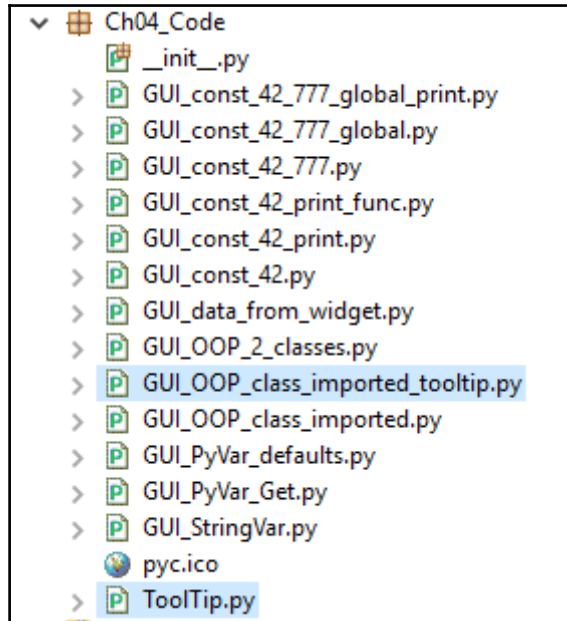 Ch04_Code
__init__.py
GUI_const_42_777_global_print.py
GUI_const_42_777_global.py
GUI_const_42_777.py
GUI_const_42_print_func.py
GUI_const_42_print.py
GUI_const_42.py
GUI_data_from_widget.py
GUI_OOP_2_classes.py
GUI_OOP_class_imported_tooltip.py
GUI_OOP_class_imported.py
GUI_PyVar_defaults.py
GUI_PyVar_Get.py
GUI_StringVar.py
pyc.ico
ToolTip.py